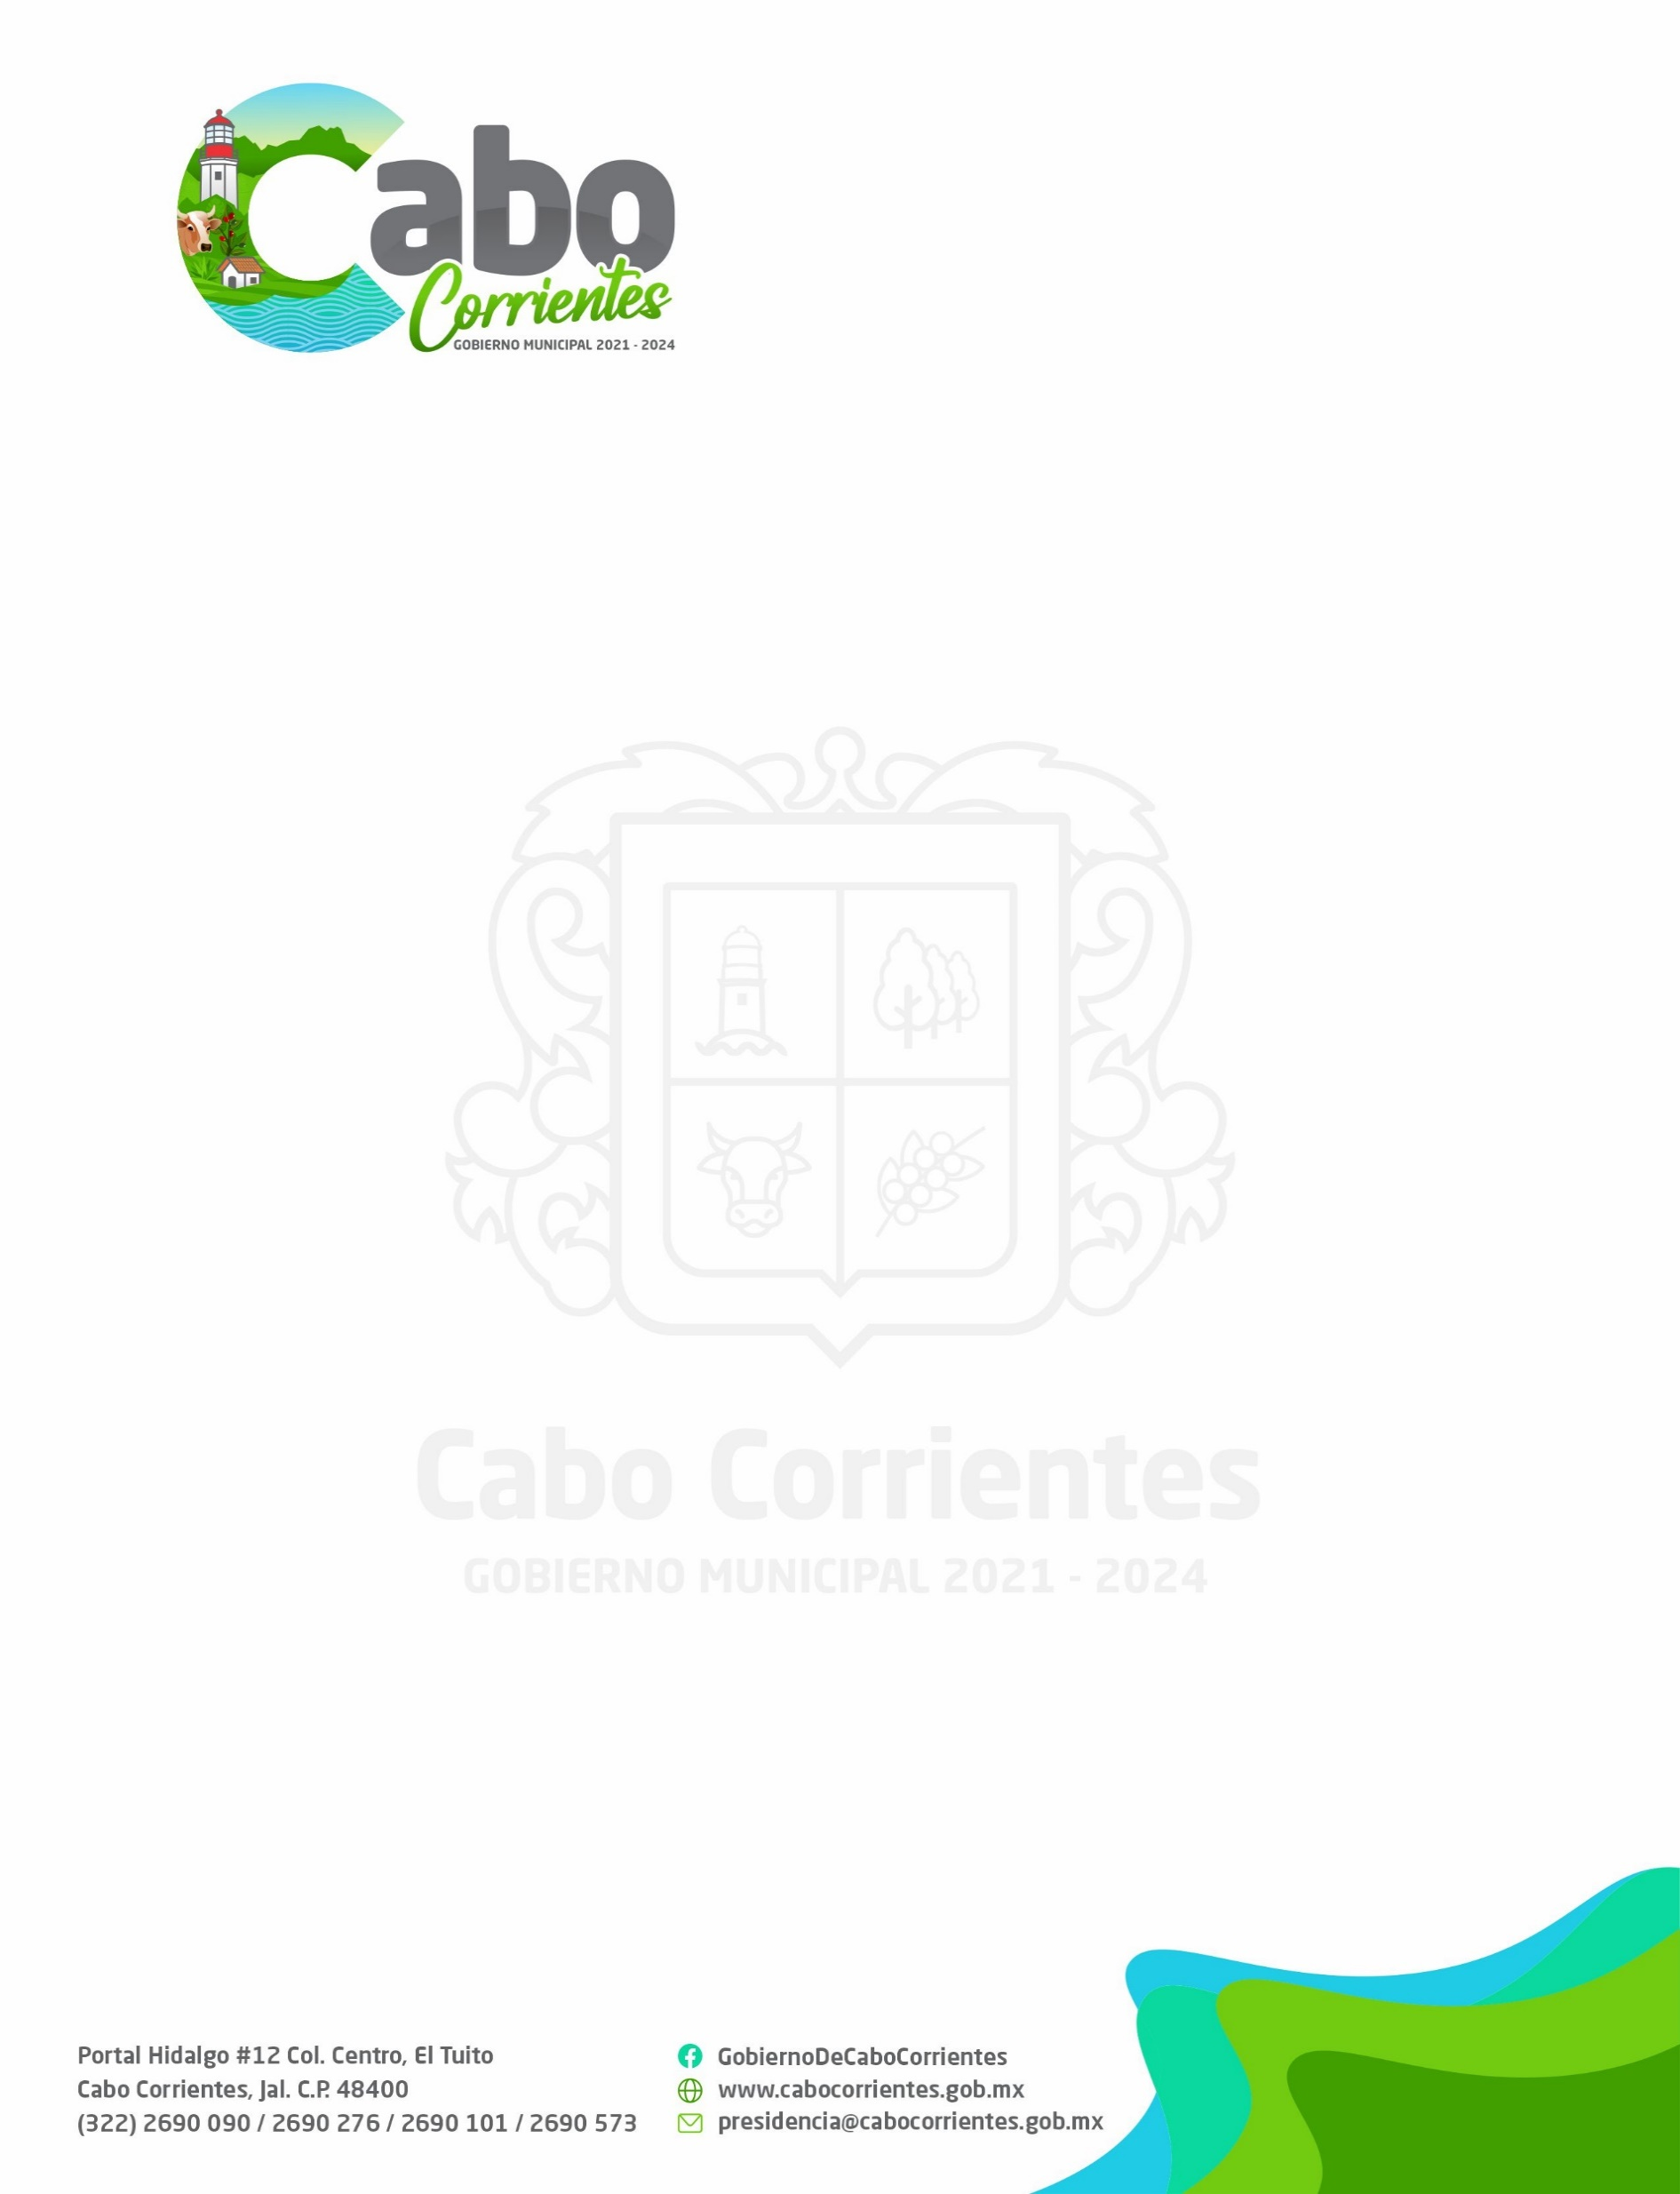 Cabo
Corrientes
GOBIERNO MUNICIPAL 2021 - 2024
Cabo Corrientes
GOBIERNO MUNICIPAL 2021 - 2024
Portal Hidalgo #12 Col. Centro, El Tuito
Cabo Corrientes, Jal. C.P. 48400
(322) 2690 090 / 2690 276 / 2690 101 / 2690 573
GobiernoDeCaboCorrientes
www.cabocorrientes.gob.mx
presidencia@cabocorrientes.gob.mx